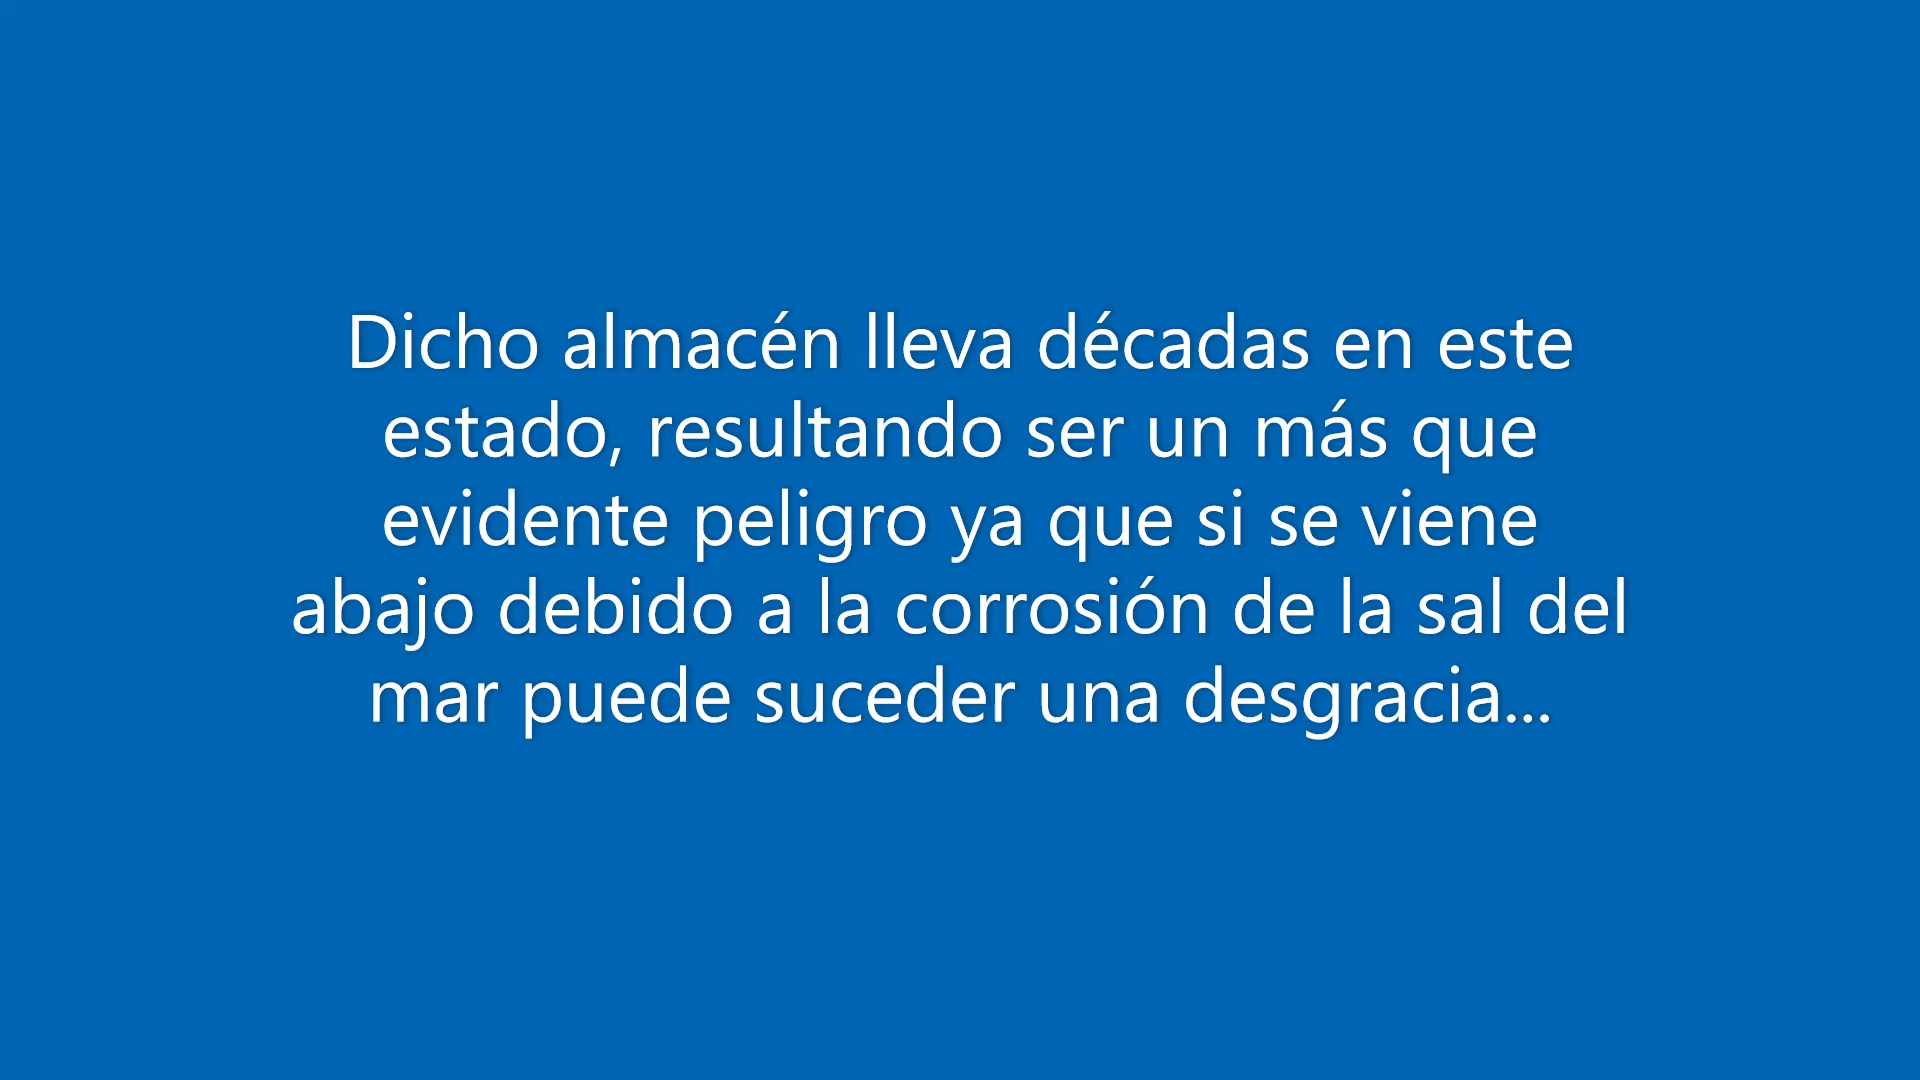 Dicho almacén lleva décadas en este
estado, resultando ser un más que
evidente peligro ya que si se viene
abajo debido a la corrosión de la sal del
mar puede suceder una desgracia...